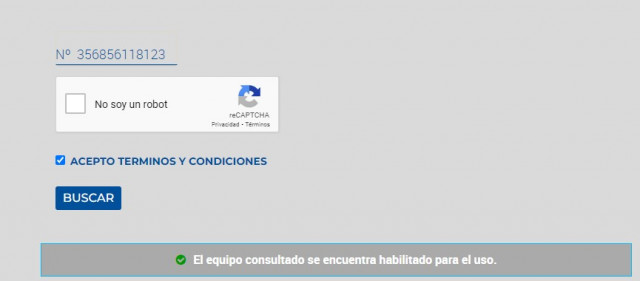 Nº 356856118123
No soy un robot
reCAPTCHA
Privacidad - Términos
ACEPTO TERMINOS Y CONDICIONES
BUSCAR
El equipo consultado se encuentra habilitado para el uso.